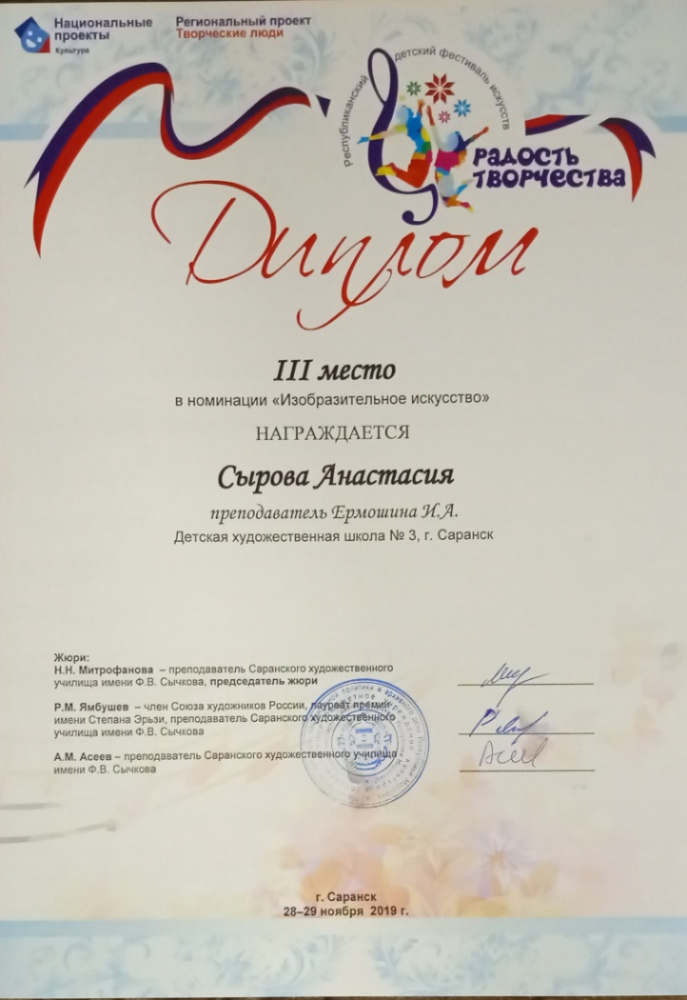 Национальные
проекты
Культура
Региональный проект
Творческие люди
Республиканский детский фестиваль искусств
РАДОСТЬ
ТВОРЧЕСТВА
Диплом
III место
в номинации «Изобразительное искусство»
НАГРАЖДАЕТСЯ
Сырова Анастасия
преподаватель Ермошина И.А.
Детская художественная школа № 3, г. Саранск
Жюри:
Н.Н. Митрофанова – преподаватель Саранского художественного
училища имени Ф.В. Сычкова, председатель жюри
Р.М. Ямбушев – член Союза художников России, лауреат премии
имени Степана Эрьзи, преподаватель Саранского художественного
училища имени Ф.В. Сычкова
А.М. Асеев – преподаватель Саранского художественного училища
имени Ф.В. Сычкова
г. Саранск
28–29 ноября 2019 г.